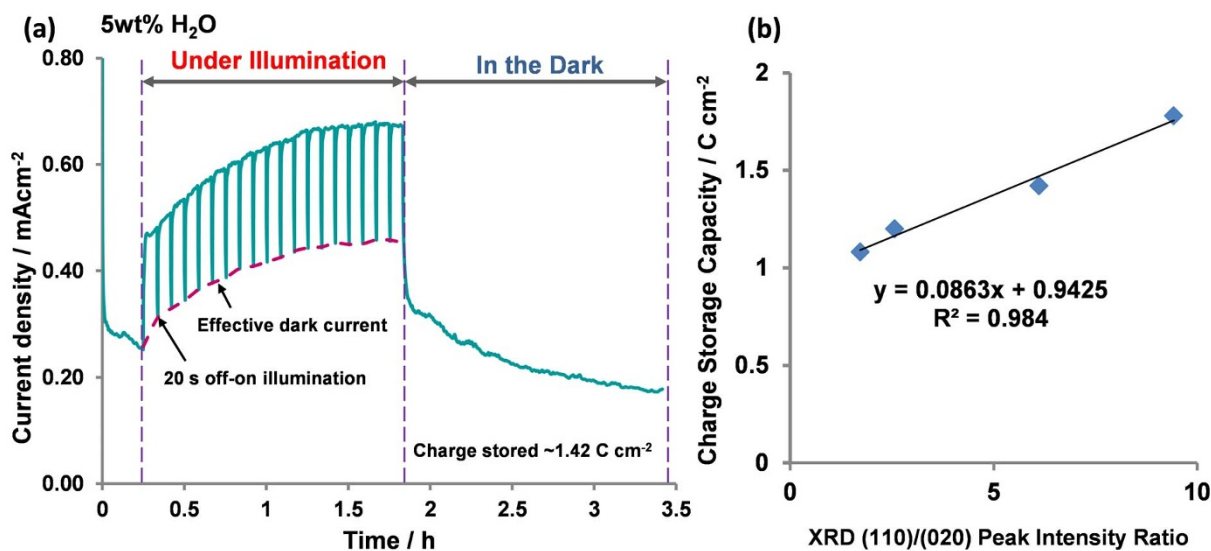 (a)
5wt% H₂O
Under Illumination
In the Dark
0.80
0.60
0.40
0.20
0.00
Current density / mAcm⁻²
Effective dark current
20 s off-on illumination
Charge stored ~1.42 C cm⁻²
0
0.5
1
1.5
2
2.5
3
3.5
Time / h
(b)
2
1.5
1
0.5
0
Charge Storage Capacity / C cm⁻²
y = 0.0863x + 0.9425
R² = 0.984
0
5
10
XRD (110)/(020) Peak Intensity Ratio